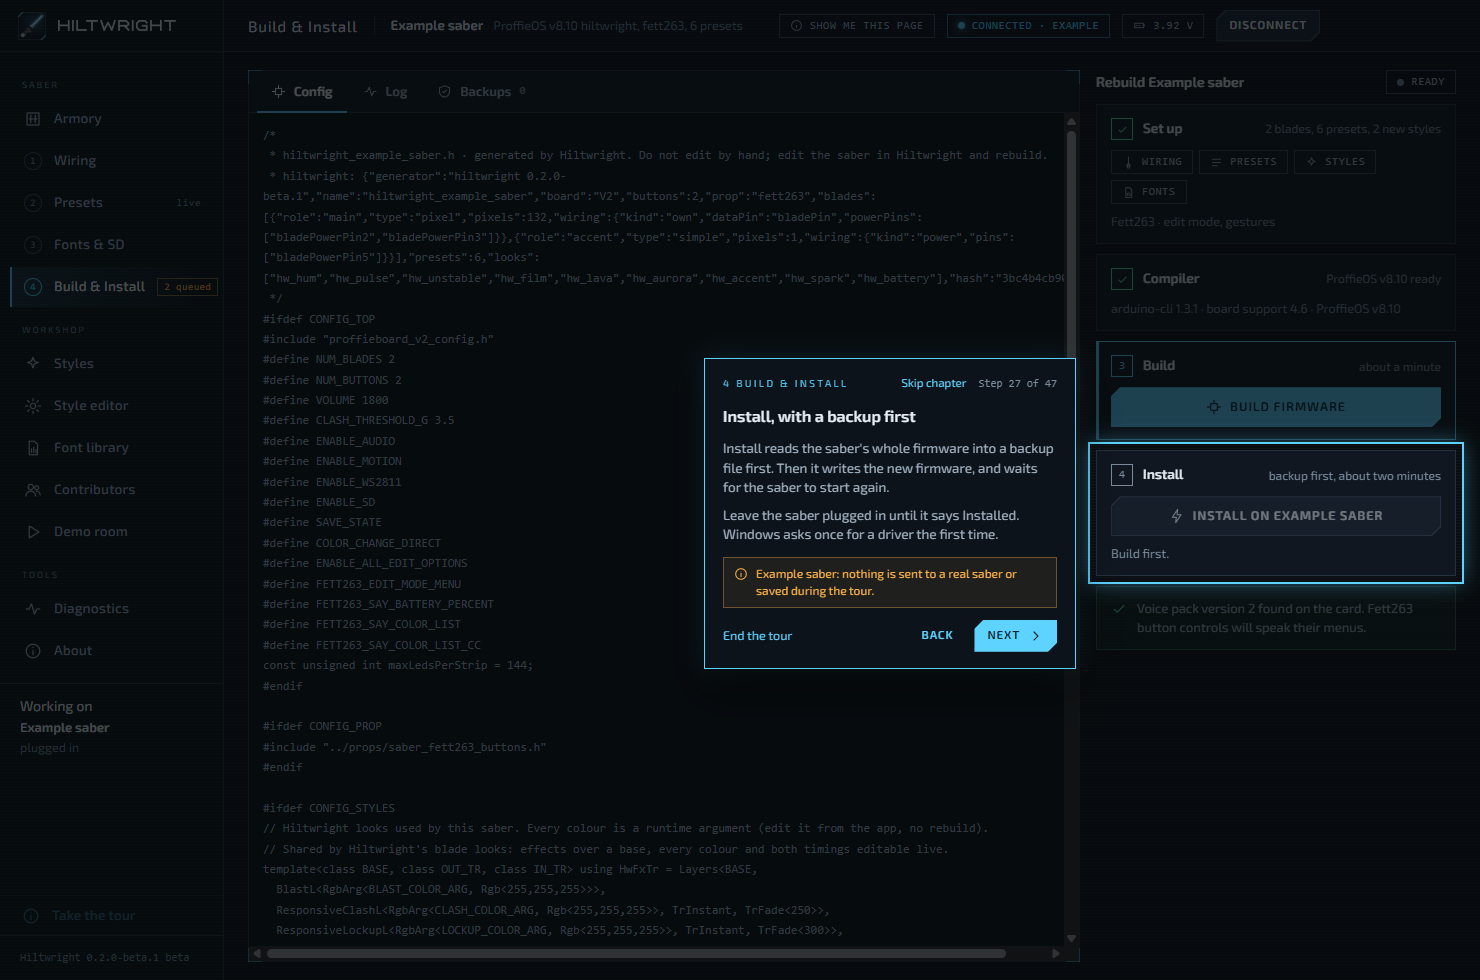 HILTWRIGHT
Build & Install
Example saber
ProffieOS v8.10 hiltwright, fett263, 6 presets
SHOW ME THIS PAGE
CONNECTED · EXAMPLE
3.92 V
DISCONNECT
SABER
Armory
1 Wiring
2 Presets live
3 Fonts & SD
4 Build & Install 2 queued
WORKSHOP
Styles
Style editor
Font library
Contributors
Demo room
TOOLS
Diagnostics
About
Working on
Example saber
plugged in
Take the tour
Hiltwright 0.2.0-beta.1 beta
Config
Log
Backups 0
/*
* hiltwright_example_saber.h · generated by Hiltwright. Do not edit by hand; edit the saber in Hiltwright and rebuild.
* hiltwright: {"generator":"hiltwright 0.2.0-
beta.1","name":"hiltwright_example_saber","board":"V2","buttons":2,"prop":"fett263","blades":
[{"role":"main","type":"pixel","pixels":132,"wiring":{"kind":"own","dataPin":"bladePin","powerPins":
["bladePowerPin2","bladePowerPin3"]}},{"role":"accent","type":"simple","pixels":1,"wiring":{"kind":"power","pins":
["bladePowerPin5"]}}],"presets":6,"looks":
["hw_hum","hw_pulse","hw_unstable","hw_film","hw_lava","hw_aurora","hw_accent","hw_spark","hw_battery"],"hash":"3bc4b4cb9
*/
#ifdef CONFIG_TOP
#include "proffieboard_v2_config.h"
#define NUM_BLADES 2
#define NUM_BUTTONS 2
#define VOLUME 1800
#define CLASH_THRESHOLD_G 3.5
#define ENABLE_AUDIO
#define ENABLE_MOTION
#define ENABLE_WS2811
#define ENABLE_SD
#define SAVE_STATE
#define COLOR_CHANGE_DIRECT
#define ENABLE_ALL_EDIT_OPTIONS
#define FETT263_EDIT_MODE_MENU
#define FETT263_SAY_BATTERY_PERCENT
#define FETT263_SAY_COLOR_LIST
#define FETT263_SAY_COLOR_LIST_CC
const unsigned int maxLedsPerStrip = 144;
#endif
#ifdef CONFIG_PROP
#include "../props/saber_fett263_buttons.h"
#endif
#ifdef CONFIG_STYLES
// Hiltwright looks used by this saber. Every colour is a runtime argument (edit it from the app, no rebuild).
// Shared by Hiltwright's blade looks: effects over a base, every colour and both timings editable live.
template<class BASE, class OUT_TR, class IN_TR> using HwFxTr = Layers<BASE,
BlastL<RgbArg<BLAST_COLOR_ARG, Rgb<255,255,255>>>,
ResponsiveClashL<RgbArg<CLASH_COLOR_ARG, Rgb<255,255,255>>, TrInstant, TrFade<250>>,
ResponsiveLockupL<RgbArg<LOCKUP_COLOR_ARG, Rgb<255,255,255>>, TrInstant, TrFade<300>>,
4 BUILD & INSTALL
Skip chapter
Step 27 of 47
Install, with a backup first
Install reads the saber's whole firmware into a backup
file first. Then it writes the new firmware, and waits
for the saber to start again.
Leave the saber plugged in until it says Installed.
Windows asks once for a driver the first time.
Example saber: nothing is sent to a real saber or
saved during the tour.
End the tour
BACK
NEXT
Rebuild Example saber
READY
Set up
2 blades, 6 presets, 2 new styles
WIRING
PRESETS
STYLES
FONTS
Fett263 · edit mode, gestures
Compiler
ProffieOS v8.10 ready
arduino-cli 1.3.1 · board support 4.6 · ProffieOS v8.10
3 Build
about a minute
BUILD FIRMWARE
4 Install
backup first, about two minutes
INSTALL ON EXAMPLE SABER
Build first.
Voice pack version 2 found on the card. Fett263
button controls will speak their menus.